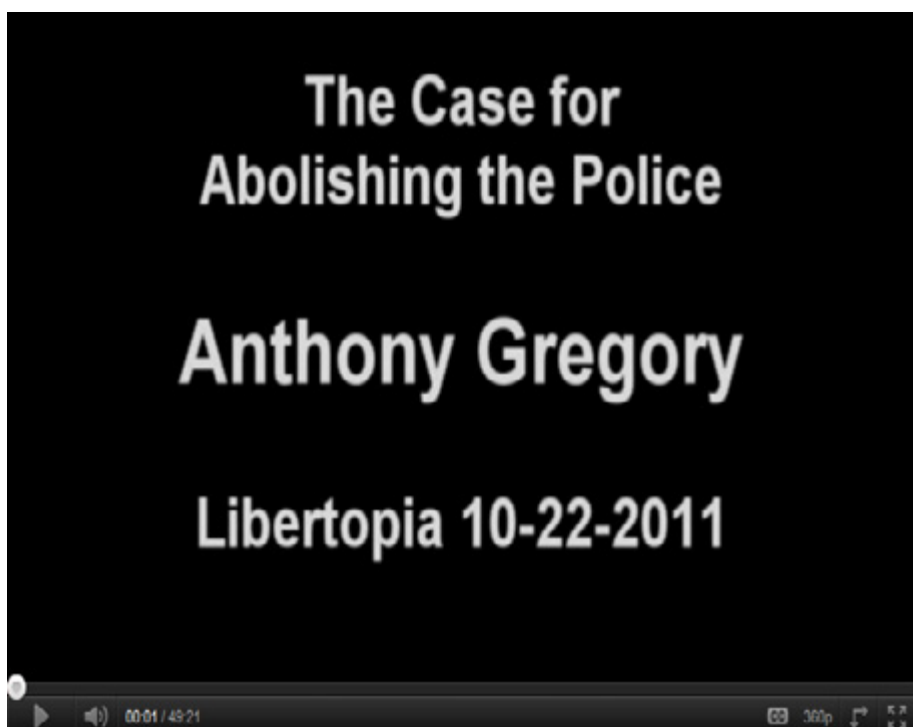 The Case for
Abolishing the Police
Anthony Gregory
Libertopia 10-22-2011
00:01 / 49:21 360p